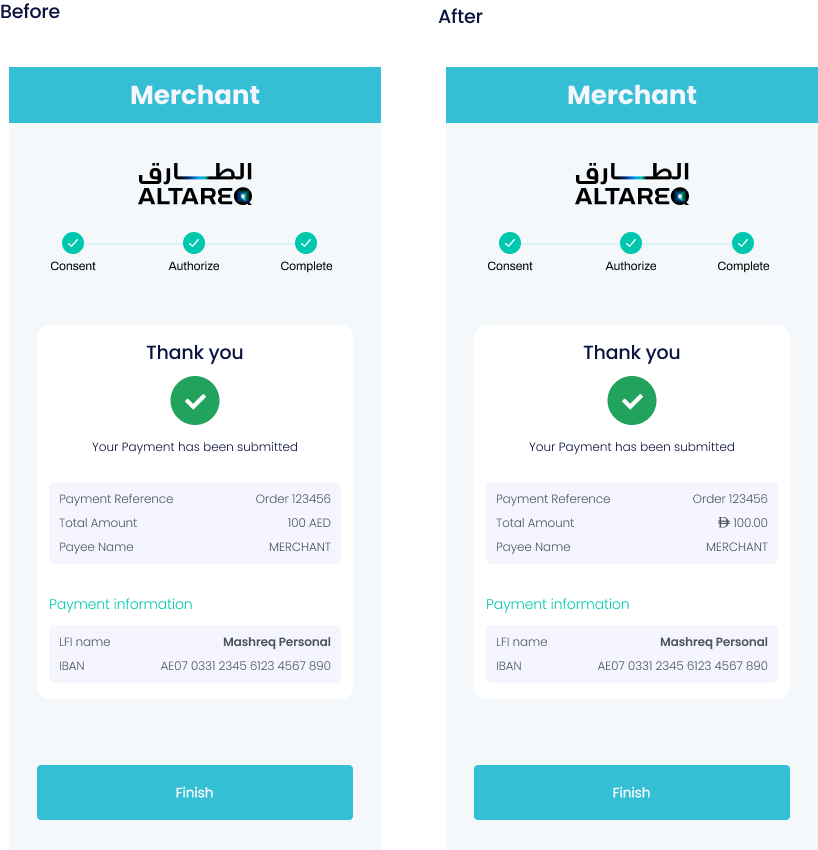 Before
Merchant
الطارق
ALTAREQ
Consent Authorize Complete
Thank you
Your Payment has been submitted
Payment Reference Order 123456
Total Amount 100 AED
Payee Name MERCHANT
Payment information
LFI name Mashreq Personal
IBAN AE07 0331 2345 6123 4567 890
Finish
After
Merchant
الطارق
ALTAREQ
Consent Authorize Complete
Thank you
Your Payment has been submitted
Payment Reference Order 123456
Total Amount 100.00
Payee Name MERCHANT
Payment information
LFI name Mashreq Personal
IBAN AE07 0331 2345 6123 4567 890
Finish